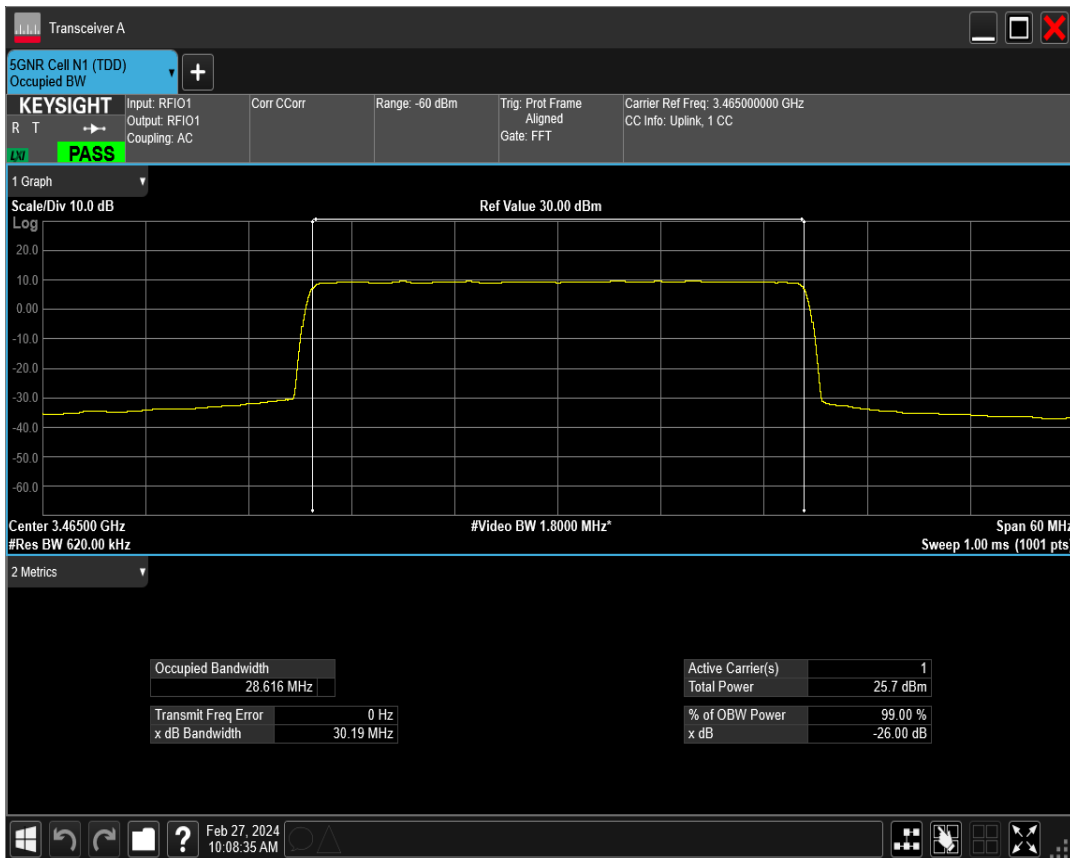 Transceiver A
5GNR Cell N1 (TDD)
Occupied BW
KEYSIGHT
R T
LXI
PASS
Input: RFIO1
Output: RFIO1
Coupling: AC
Corr CCorr
Range: -60 dBm
Trig: Prot Frame
Aligned
Gate: FFT
Carrier Ref Freq: 3.465000000 GHz
CC Info: Uplink, 1 CC
1 Graph
Scale/Div 10.0 dB
Ref Value 30.00 dBm
Log
20.0
10.0
0.00
-10.0
-20.0
-30.0
-40.0
-50.0
-60.0
Center 3.46500 GHz
#Video BW 1.8000 MHz*
Span 60 MHz
#Res BW 620.00 kHz
Sweep 1.00 ms (1001 pts)
2 Metrics
Occupied Bandwidth
28.616 MHz
Transmit Freq Error 0 Hz
x dB Bandwidth 30.19 MHz
Active Carrier(s) 1
Total Power 25.7 dBm
% of OBW Power 99.00 %
x dB -26.00 dB
?
Feb 27, 2024
10:08:35 AM